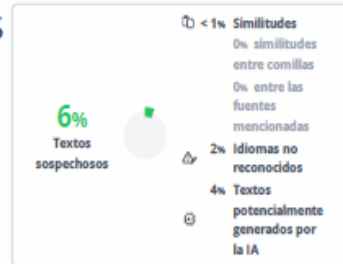 6%
Textos
sospechosos
< 1% Similitudes
0% similitudes
entre comillas
0% entre las
fuentes
mencionadas
2% Idiomas no
reconocidos
4% Textos
potencialmente
generados por
la IA